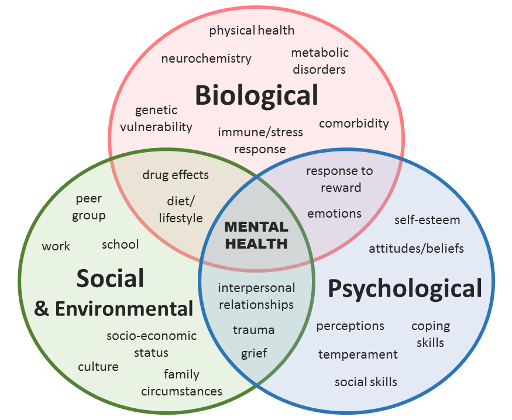 physical health
neurochemistry
metabolic
disorders
Biological
genetic
vulnerability
immune/stress
response
comorbidity
drug effects
diet/
lifestyle
response to
reward
emotions
MENTAL
HEALTH
peer
group
work
school
Social
& Environmental
socio-economic
status
culture
family
circumstances
interpersonal
relationships
trauma
grief
self-esteem
attitudes/beliefs
Psychological
perceptions
coping
skills
temperament
social skills